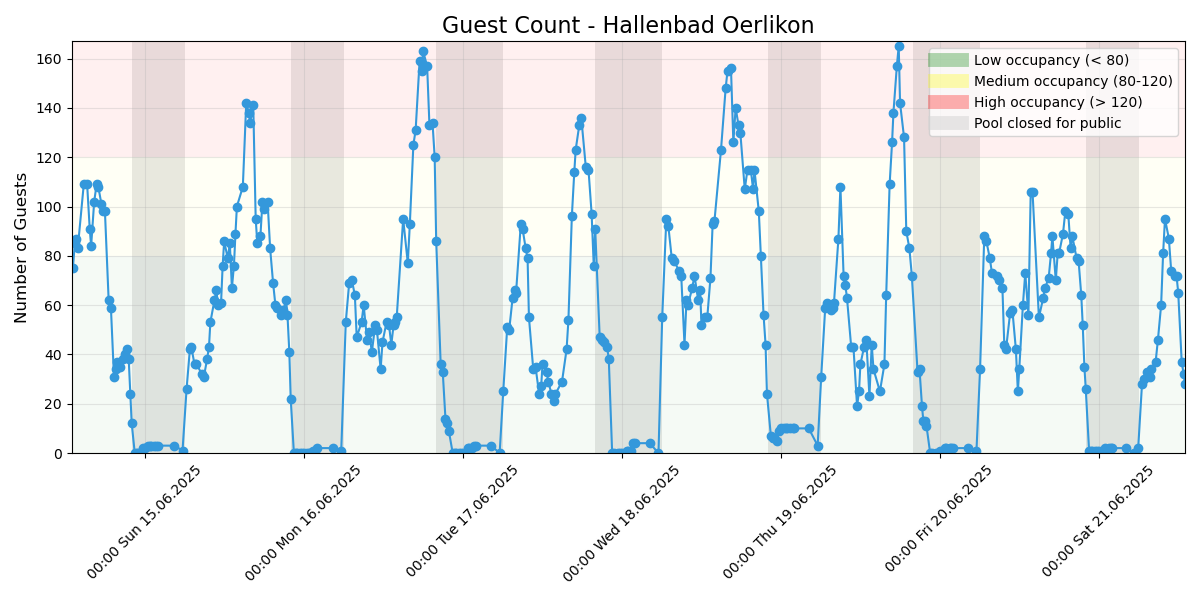 Guest Count - Hallenbad Oerlikon
Number of Guests
160
140
120
100
80
60
40
20
0
Low occupancy (< 80)
Medium occupancy (80-120)
High occupancy (> 120)
Pool closed for public
00:00 Sun 15.06.2025
00:00 Mon 16.06.2025
00:00 Tue 17.06.2025
00:00 Wed 18.06.2025
00:00 Thu 19.06.2025
00:00 Fri 20.06.2025
00:00 Sat 21.06.2025